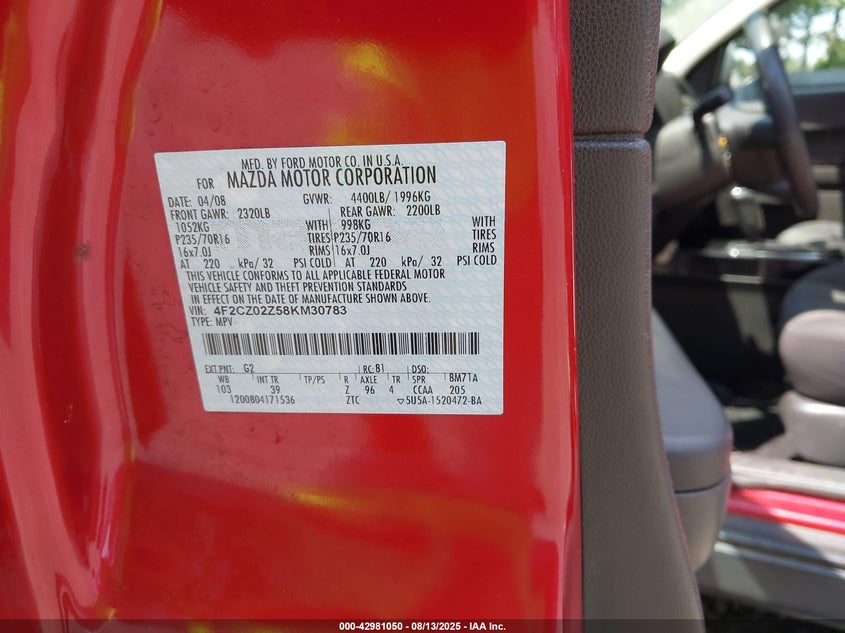 MFD. BY FORD MOTOR CO. IN U.S.A.
FOR MAZDA MOTOR CORPORATION
DATE: 04/08 GVWR: 4400LB/ 1996KG
FRONT GAWR: 2320LB REAR GAWR: 2200LB
1052KG WITH 998KG WITH
P235/70R16 TIRES P235/70R16 TIRES
16x7.0J RIMS 16x7.0J RIMS
AT 220 kPa/ 32 PSI COLD AT 220 kPa/ 32 PSI COLD
THIS VEHICLE CONFORMS TO ALL APPLICABLE FEDERAL MOTOR
VEHICLE SAFETY AND THEFT PREVENTION STANDARDS
IN EFFECT ON THE DATE OF MANUFACTURE SHOWN ABOVE.
VIN: 4F2CZ02Z58KM30783
TYPE: MPV
EXT PNT: G2 RC: 81 DSO:
WB INT TR TP/PS R AXLE TR SPR 8M71A
103 39 Z 96 4 CCAA 205
1200804171536 ZTC ▽5U5A-1520472-BA
000-42981050 - 08/13/2025 - IAA Inc.